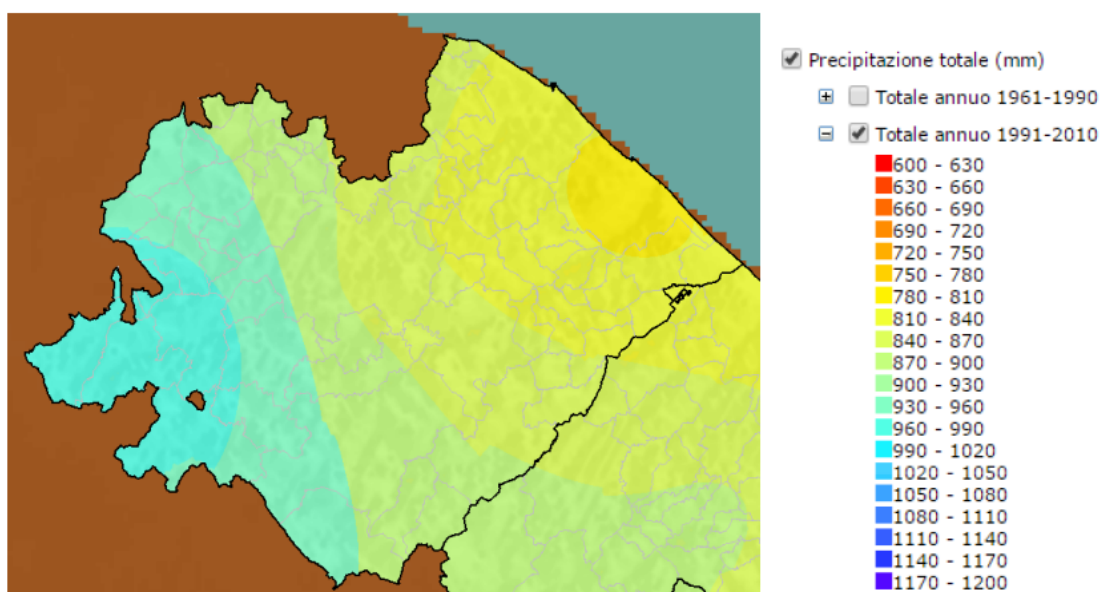 Precipitazione totale (mm)
Totale annuo 1961-1990
Totale annuo 1991-2010
600 - 630
630 - 660
660 - 690
690 - 720
720 - 750
750 - 780
780 - 810
810 - 840
840 - 870
870 - 900
900 - 930
930 - 960
960 - 990
990 - 1020
1020 - 1050
1050 - 1080
1080 - 1110
1110 - 1140
1140 - 1170
1170 - 1200